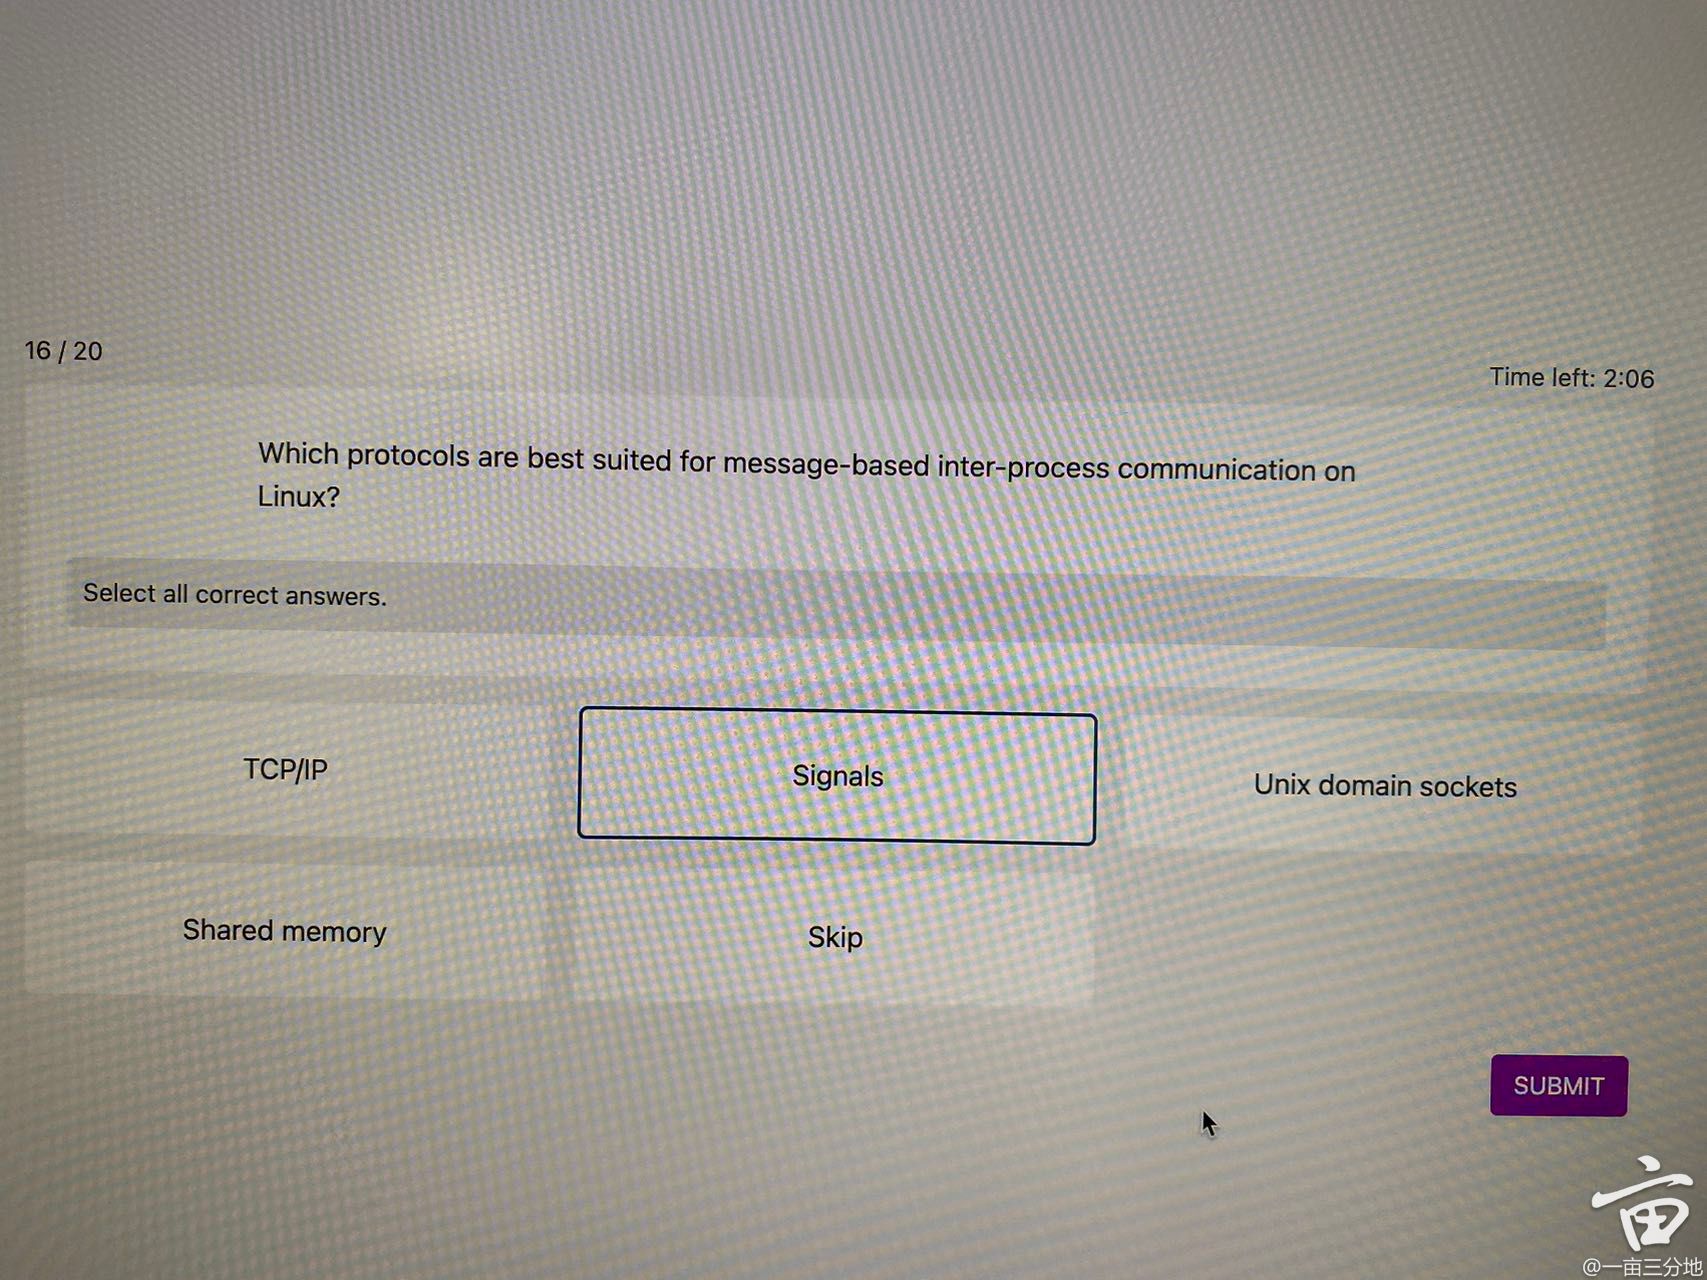 16 / 20
Time left: 2:06
Which protocols are best suited for message-based inter-process communication on
Linux?
Select all correct answers.
TCP/IP
Signals
Unix domain sockets
Shared memory
Skip
SUBMIT
亩
@一亩三分地